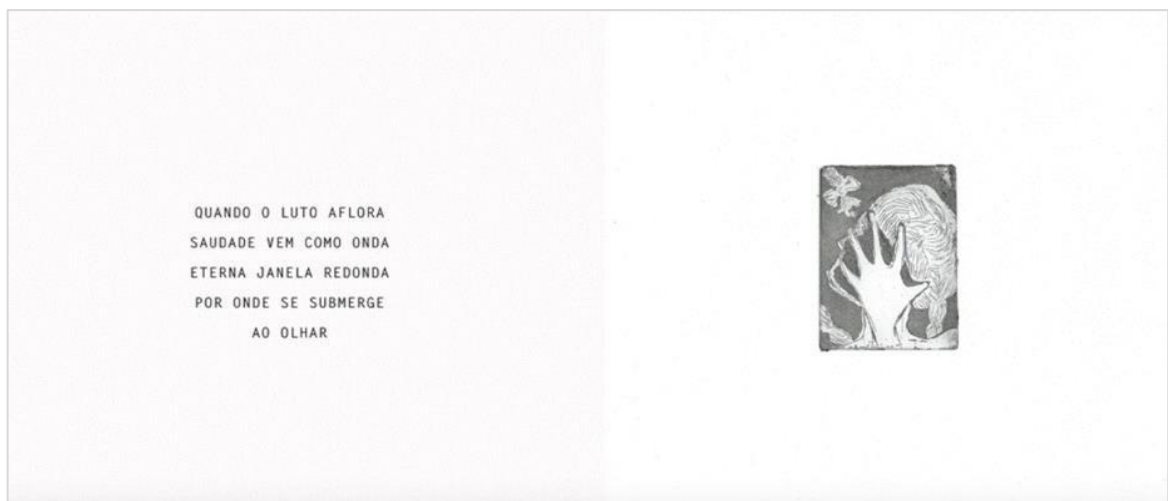 QUANDO O LUTO AFLORA
SAUDADE VEM COMO ONDA
ETERNA JANELA REDONDA
POR ONDE SE SUBMERGE
AO OLHAR